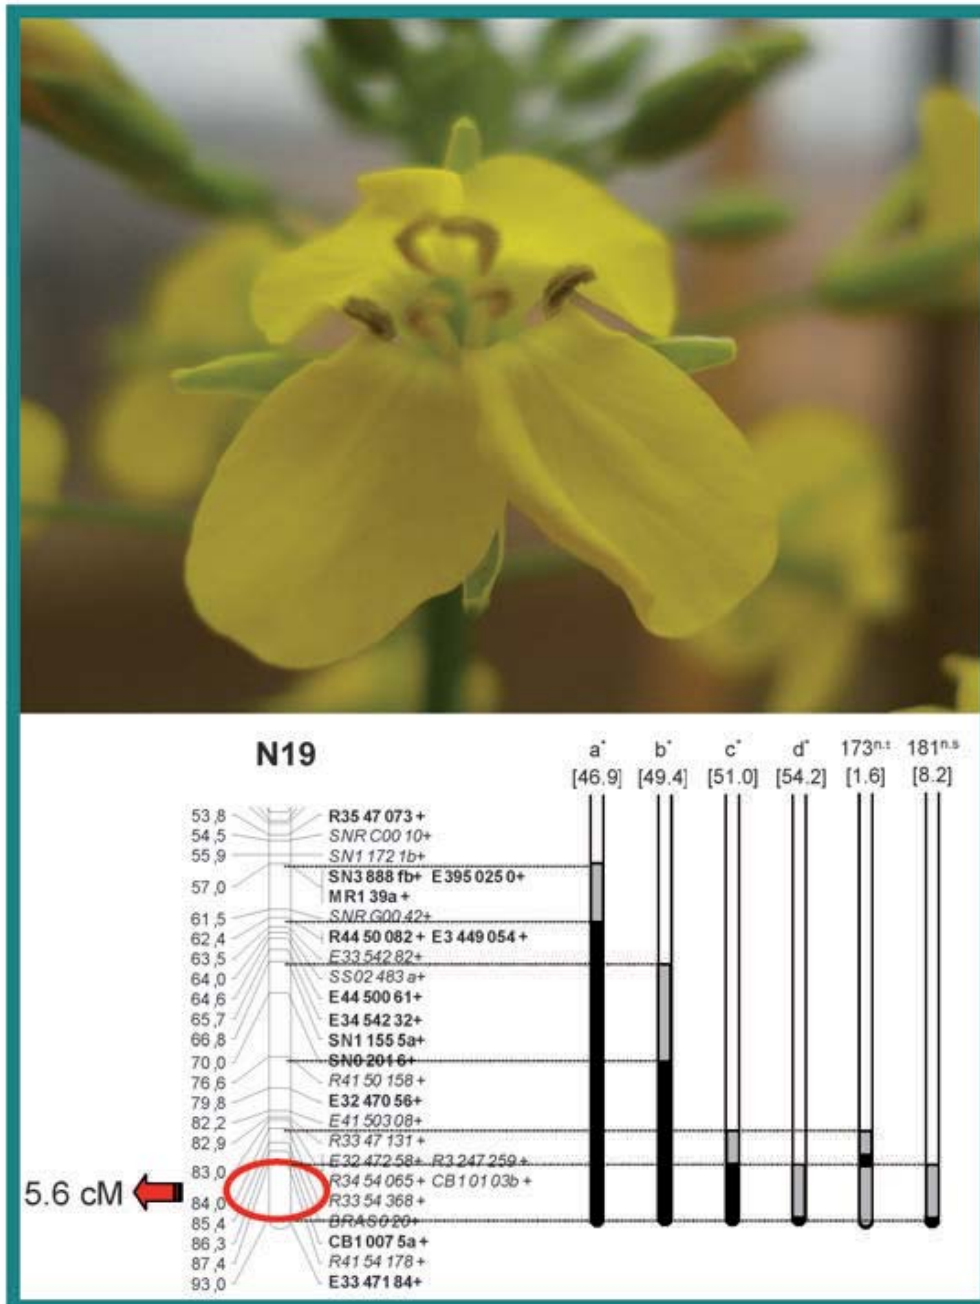 N19
a* b* c* d* 173n.t 181n.s
[46.9] [49.4] [51.0] [54.2] [1.6] [8.2]
53,8 R35 47 073 +
54,5 SNR C00 10+
55,9 SN1 172 1b+
57,0 SN3 888 fb+ E395 025 0+
MR1 39a +
61,5 SNR G00 42+
62,4 R44 50 082 + E3 449 054 +
63,5 E33 542 82+
64,0 SS02 483 a+
64,6 E44 500 61+
65,7 E34 542 32+
66,8 SN1 155 5a+
70,0 SN0 201 6+
76,6 R41 50 158 +
79,8 E32 470 56+
82,2 E41 503 08+
82,9 R33 47 131 +
E32 472 58+ R3 247 259 +
83,0 R34 54 065 + CB1 01 03b +
5.6 cM 84,0 R33 54 368 +
85,4 BRAS 0 20+
86,3 CB1 007 5a +
87,4 R41 54 178 +
93,0 E33 471 84+